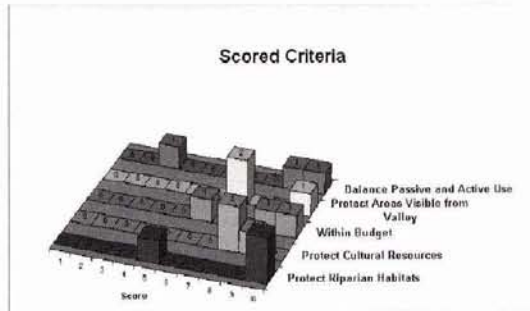 Scored Criteria
Balance Passive and Active Use
Protect Areas Visible from
Valley
Within Budget
Protect Cultural Resources
Protect Riparian Habitats
1 2 3 4 5 6 7 8 9
Score